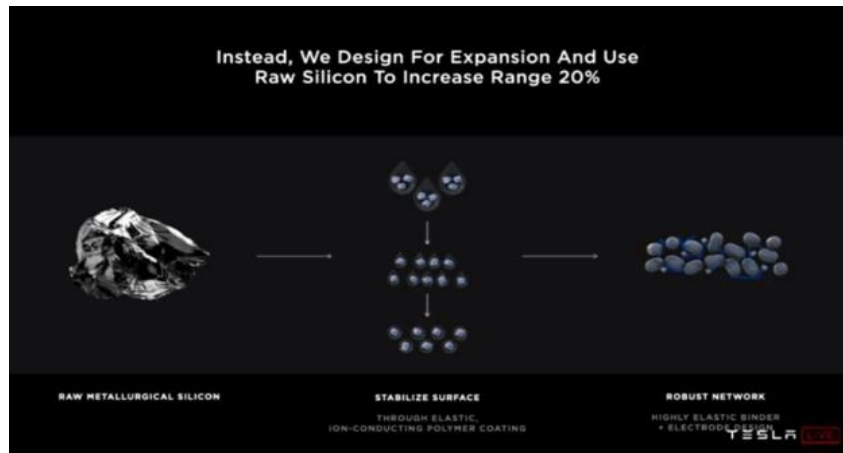 Instead, We Design For Expansion And Use
Raw Silicon To Increase Range 20%
RAW METALLURGICAL SILICON
STABILIZE SURFACE
THROUGH ELASTIC,
ION-CONDUCTING POLYMER COATING
ROBUST NETWORK
HIGHLY ELASTIC BINDER
+ ELECTRODE DESIGN
TESLA LIVE